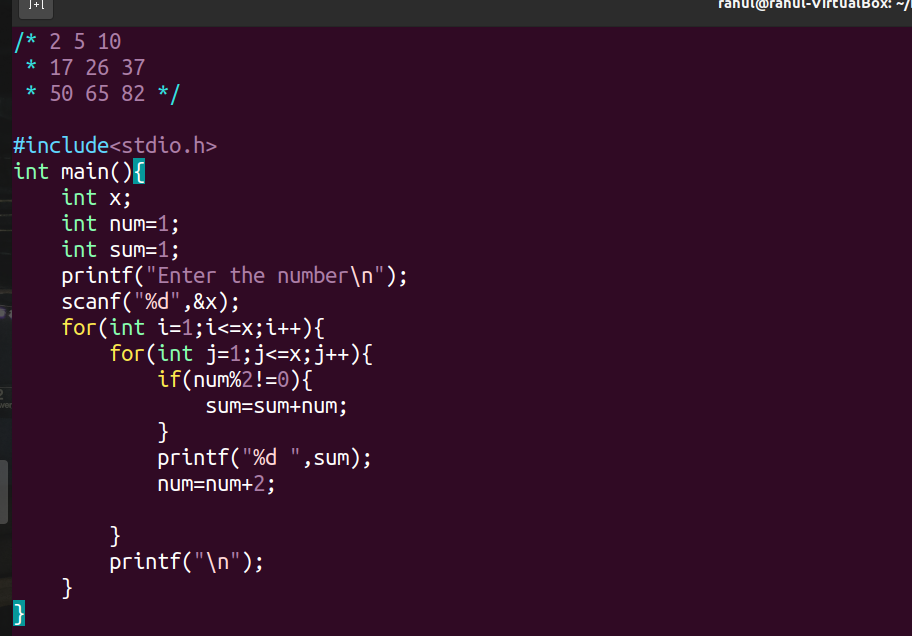 rahul@rahul-VirtualBox: ~/
/* 2 5 10
 * 17 26 37
 * 50 65 82 */

#include<stdio.h>
int main(){
    int x;
    int num=1;
    int sum=1;
    printf("Enter the number\n");
    scanf("%d",&x);
    for(int i=1;i<=x;i++){
        for(int j=1;j<=x;j++){
            if(num%2!=0){
                sum=sum+num;
            }
            printf("%d ",sum);
            num=num+2;

        }
        printf("\n");
    }
}